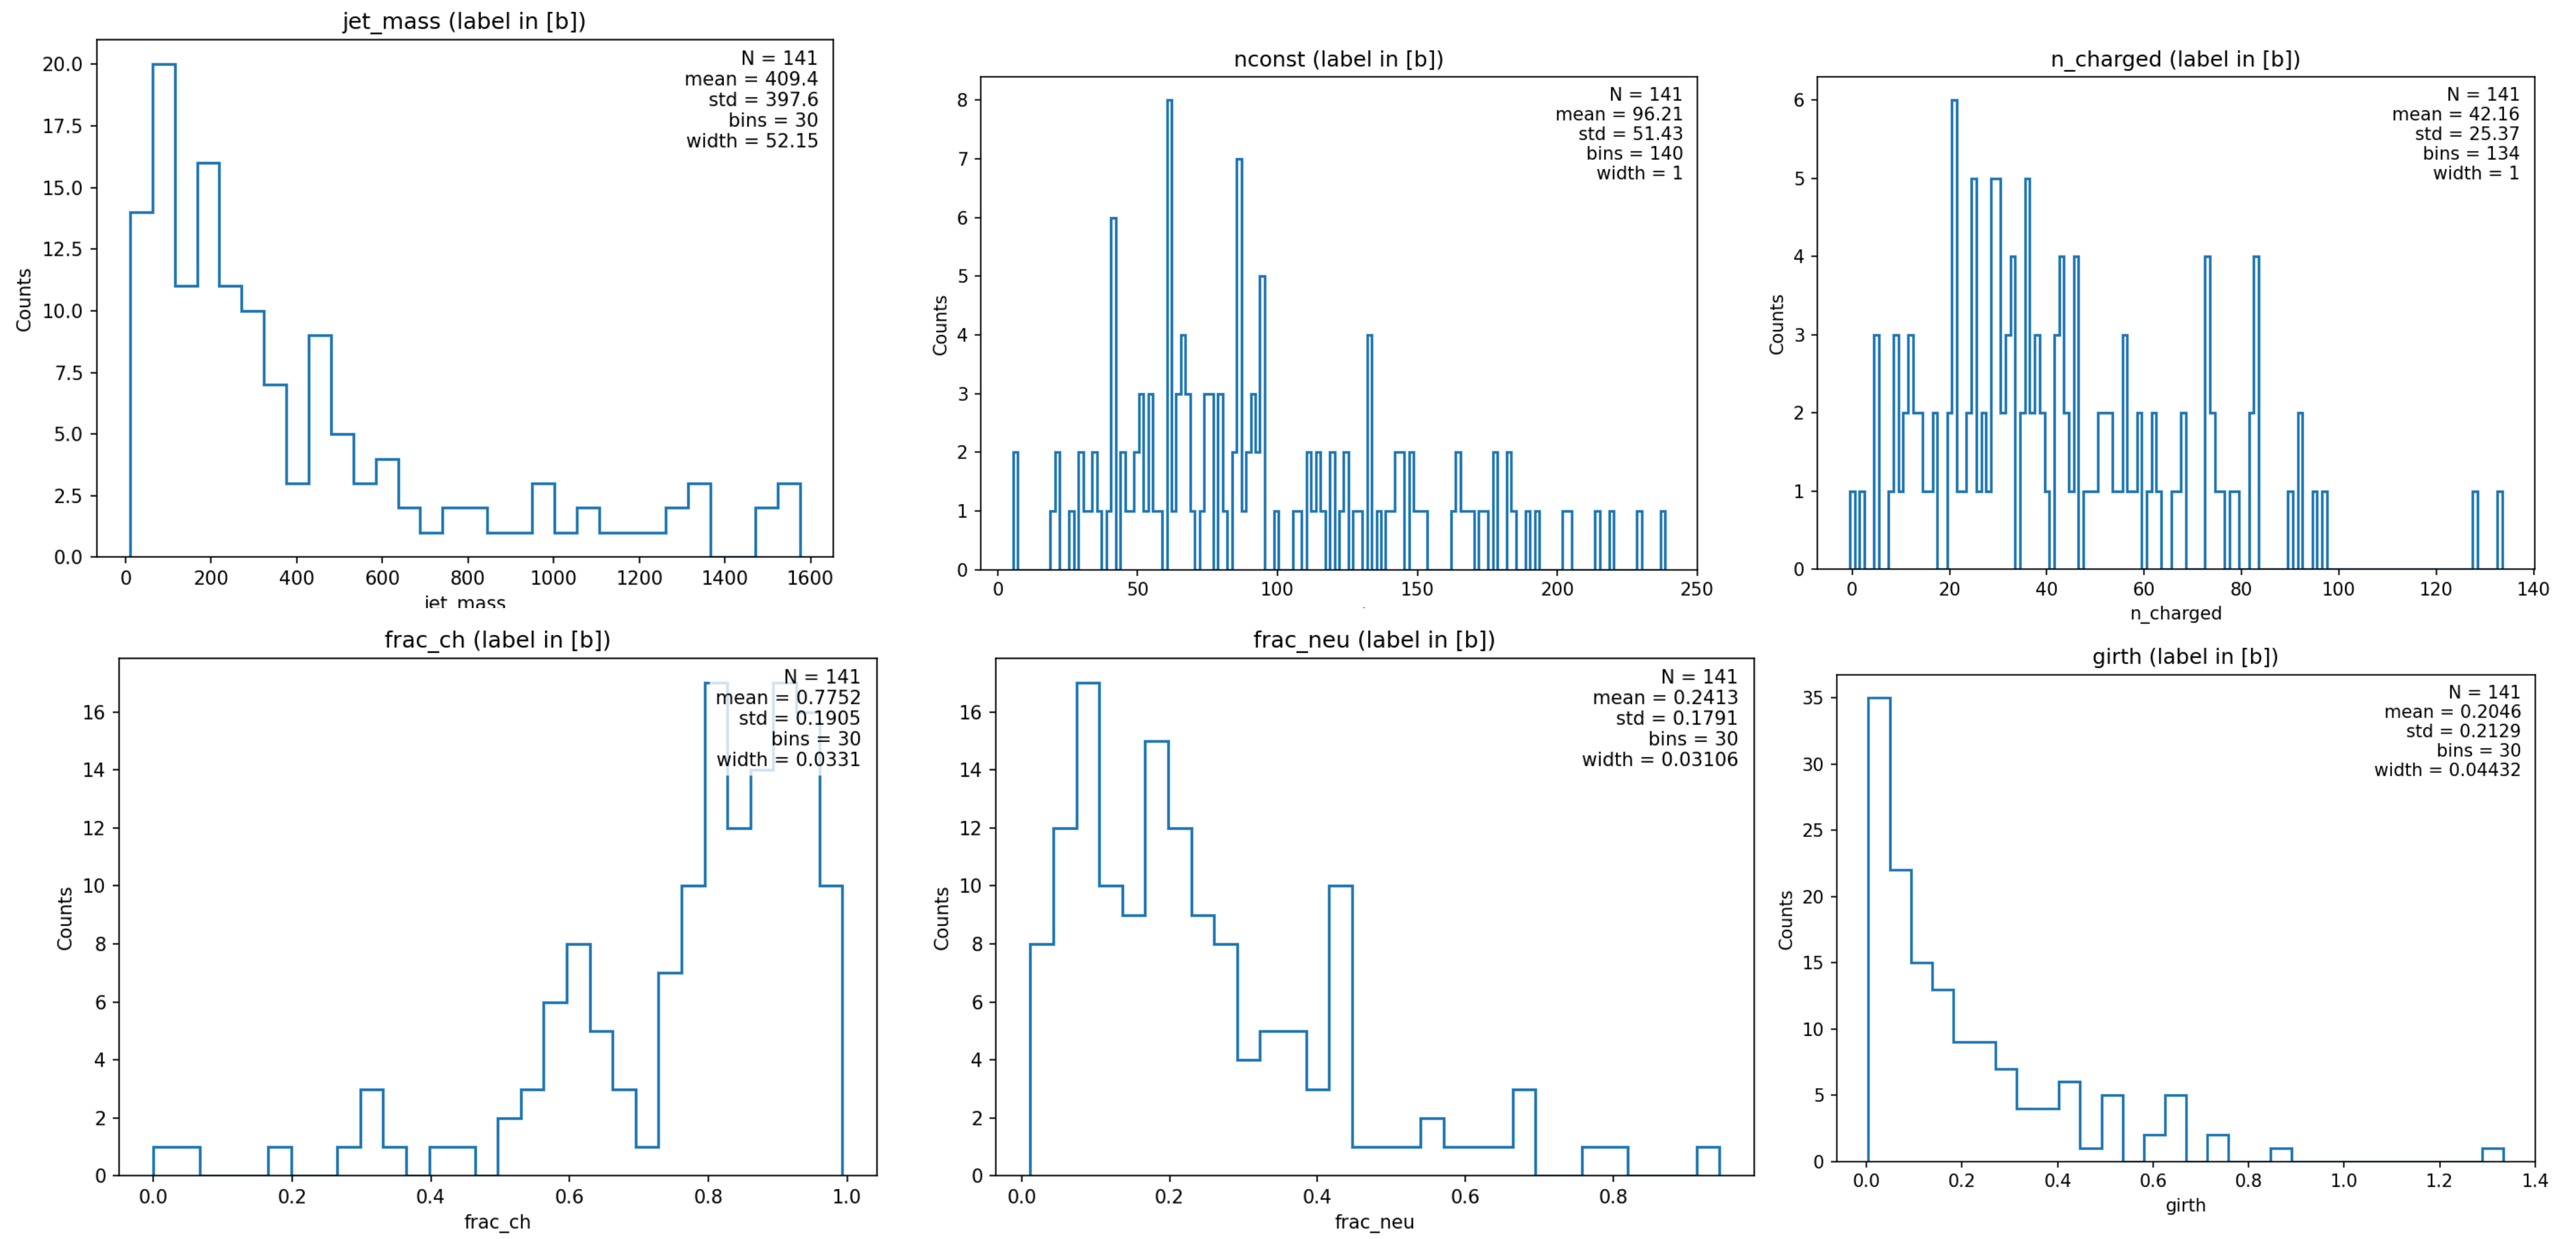 jet_mass (label in [b])
N = 141
mean = 409.4
std = 397.6
bins = 30
width = 52.15
20.0
17.5
15.0
12.5
10.0
7.5
5.0
2.5
0.0
Counts
0 200 400 600 800 1000 1200 1400 1600
jet_mass
nconst (label in [b])
N = 141
mean = 96.21
std = 51.43
bins = 140
width = 1
8
7
6
5
4
3
2
1
0
Counts
0 50 100 150 200 250
n_charged (label in [b])
N = 141
mean = 42.16
std = 25.37
bins = 134
width = 1
6
5
4
3
2
1
0
Counts
0 20 40 60 80 100 120 140
n_charged
frac_ch (label in [b])
N = 141
mean = 0.7752
std = 0.1905
bins = 30
width = 0.0331
16
14
12
10
8
6
4
2
0
Counts
0.0 0.2 0.4 0.6 0.8 1.0
frac_ch
frac_neu (label in [b])
N = 141
mean = 0.2413
std = 0.1791
bins = 30
width = 0.03106
16
14
12
10
8
6
4
2
0
Counts
0.0 0.2 0.4 0.6 0.8
frac_neu
girth (label in [b])
N = 141
mean = 0.2046
std = 0.2129
bins = 30
width = 0.04432
35
30
25
20
15
10
5
0
Counts
0.0 0.2 0.4 0.6 0.8 1.0 1.2 1.4
girth